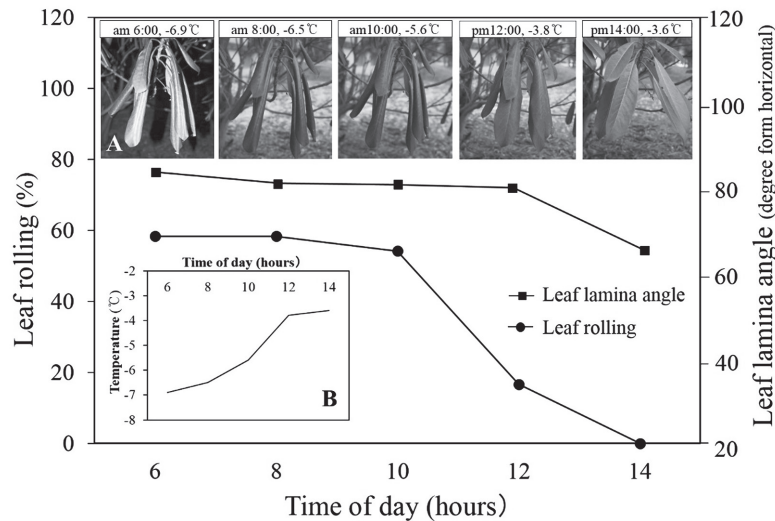 am 6:00, -6.9℃
am 8:00, -6.5℃
am10:00, -5.6℃
pm12:00, -3.8℃
pm14:00, -3.6℃
A
120
100
80
60
40
20
0
Leaf rolling (%)
120
100
80
60
40
20
Leaf lamina angle (degree form horizontal)
Leaf lamina angle
Leaf rolling
Time of day (hours)
6
8
10
12
14
-2
-3
-4
-5
-6
-7
-8
Temperature (℃)
B
6
8
10
12
14
Time of day (hours)